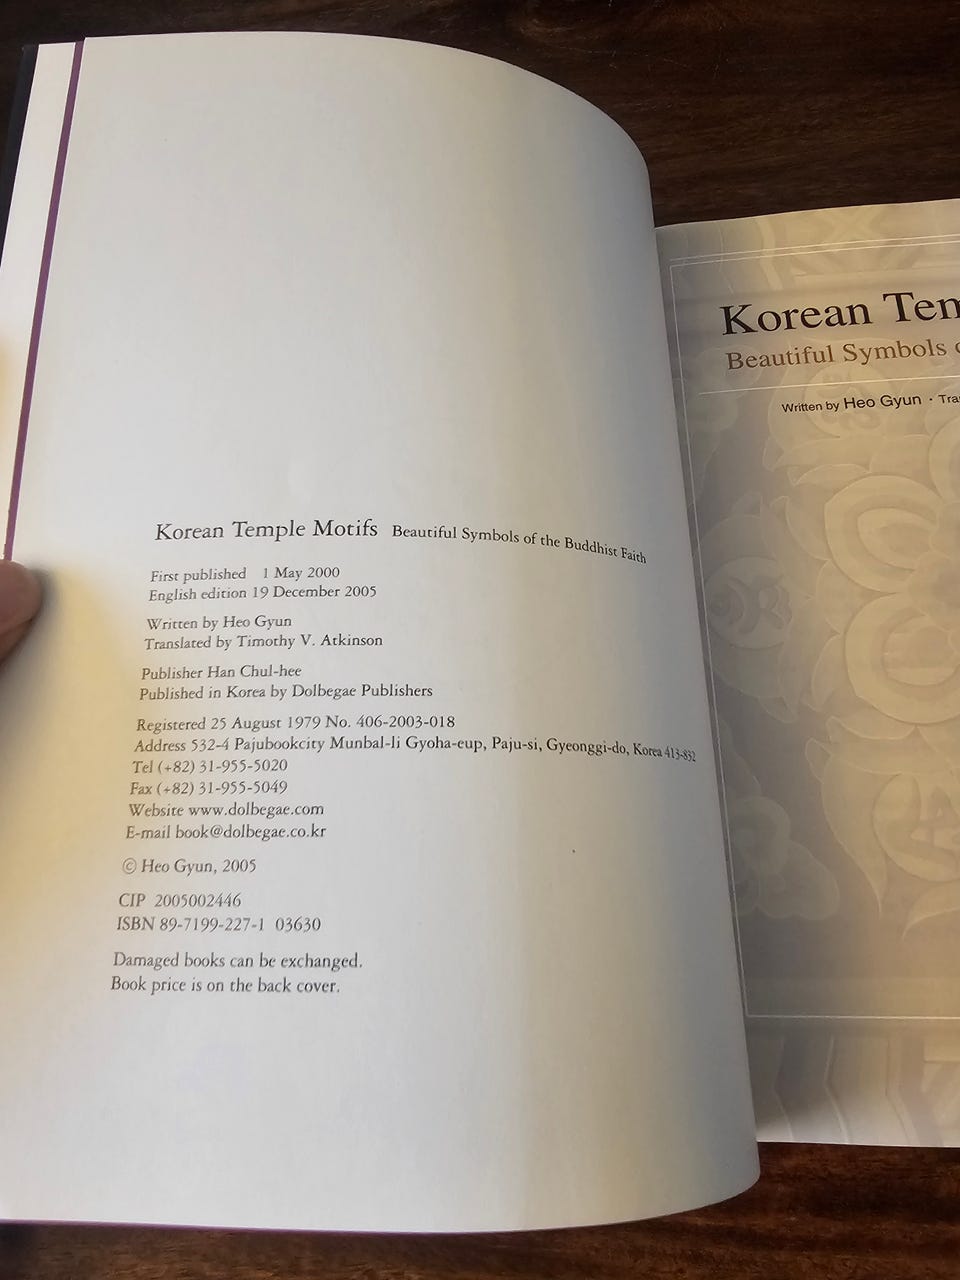 Korean Temple Motifs Beautiful Symbols of the Buddhist Faith
First published 1 May 2000
English edition 19 December 2005
Written by Heo Gyun
Translated by Timothy V. Atkinson
Publisher Han Chul-hee
Published in Korea by Dolbegae Publishers
Registered 25 August 1979 No. 406-2003-018
Address 532-4 Pajubookcity Munbal-li Gyoha-eup, Paju-si, Gyeonggi-do, Korea 413-832
Tel (+82) 31-955-5020
Fax (+82) 31-955-5049
Website www.dolbegae.com
E-mail book@dolbegae.co.kr
© Heo Gyun, 2005
CIP 2005002446
ISBN 89-7199-227-1 03630
Damaged books can be exchanged.
Book price is on the back cover.
Korean Tem
Beautiful Symbols
Written by Heo Gyun ·